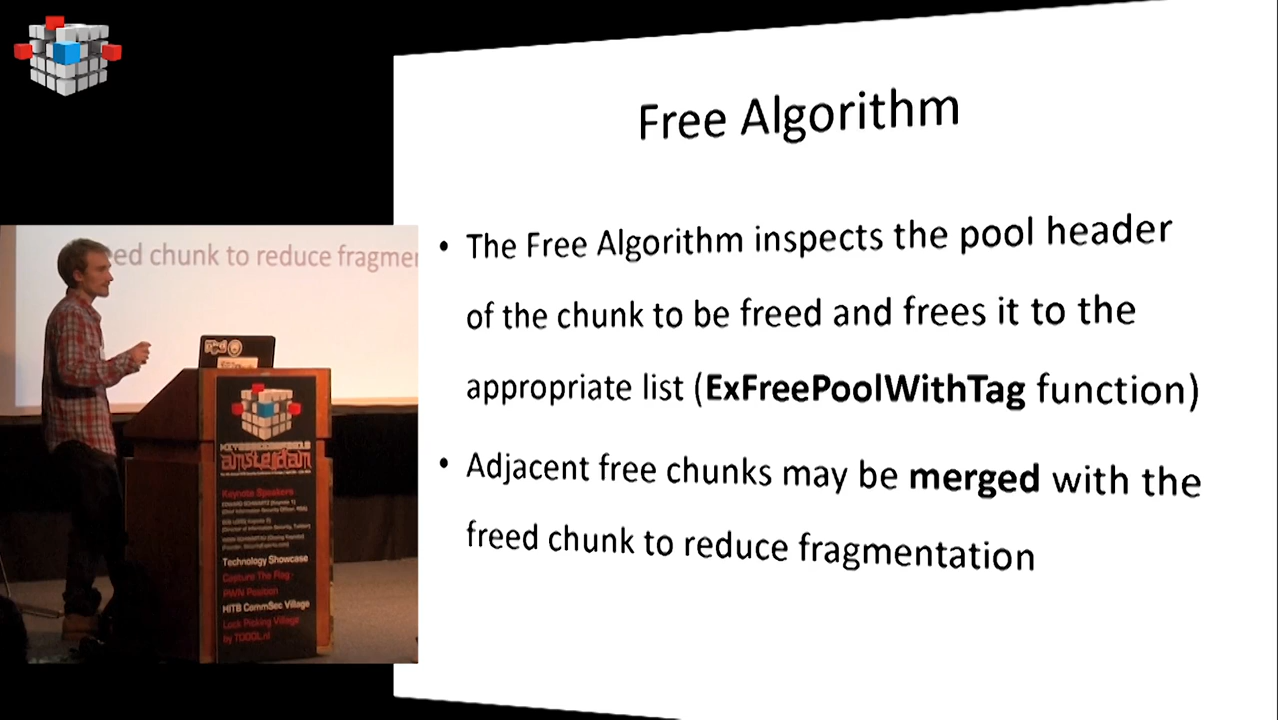 Free Algorithm
• The Free Algorithm inspects the pool header
of the chunk to be freed and frees it to the
appropriate list (ExFreePoolWithTag function)
• Adjacent free chunks may be merged with the
freed chunk to reduce fragmentation
ed chunk to reduce fragmer
amsterdam
Keynote Speakers
Technology Showcase
Capture The Flag -
PWN Position
HITB CommSec Village
Lock Picking Village
by TOOOL.nl